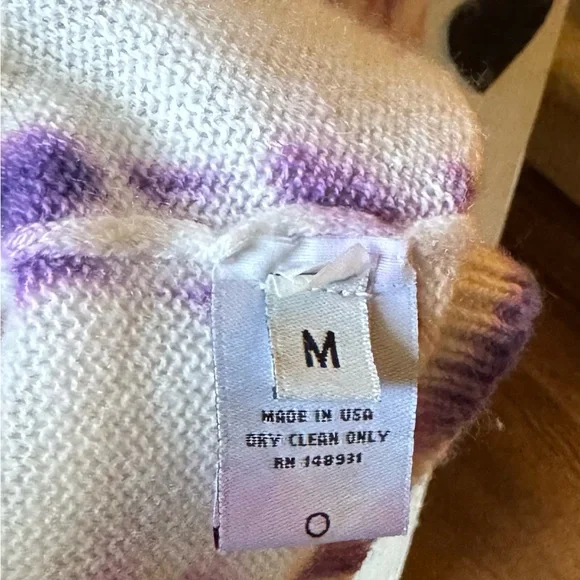 M
MADE IN USA
DRY CLEAN ONLY
RN 148931